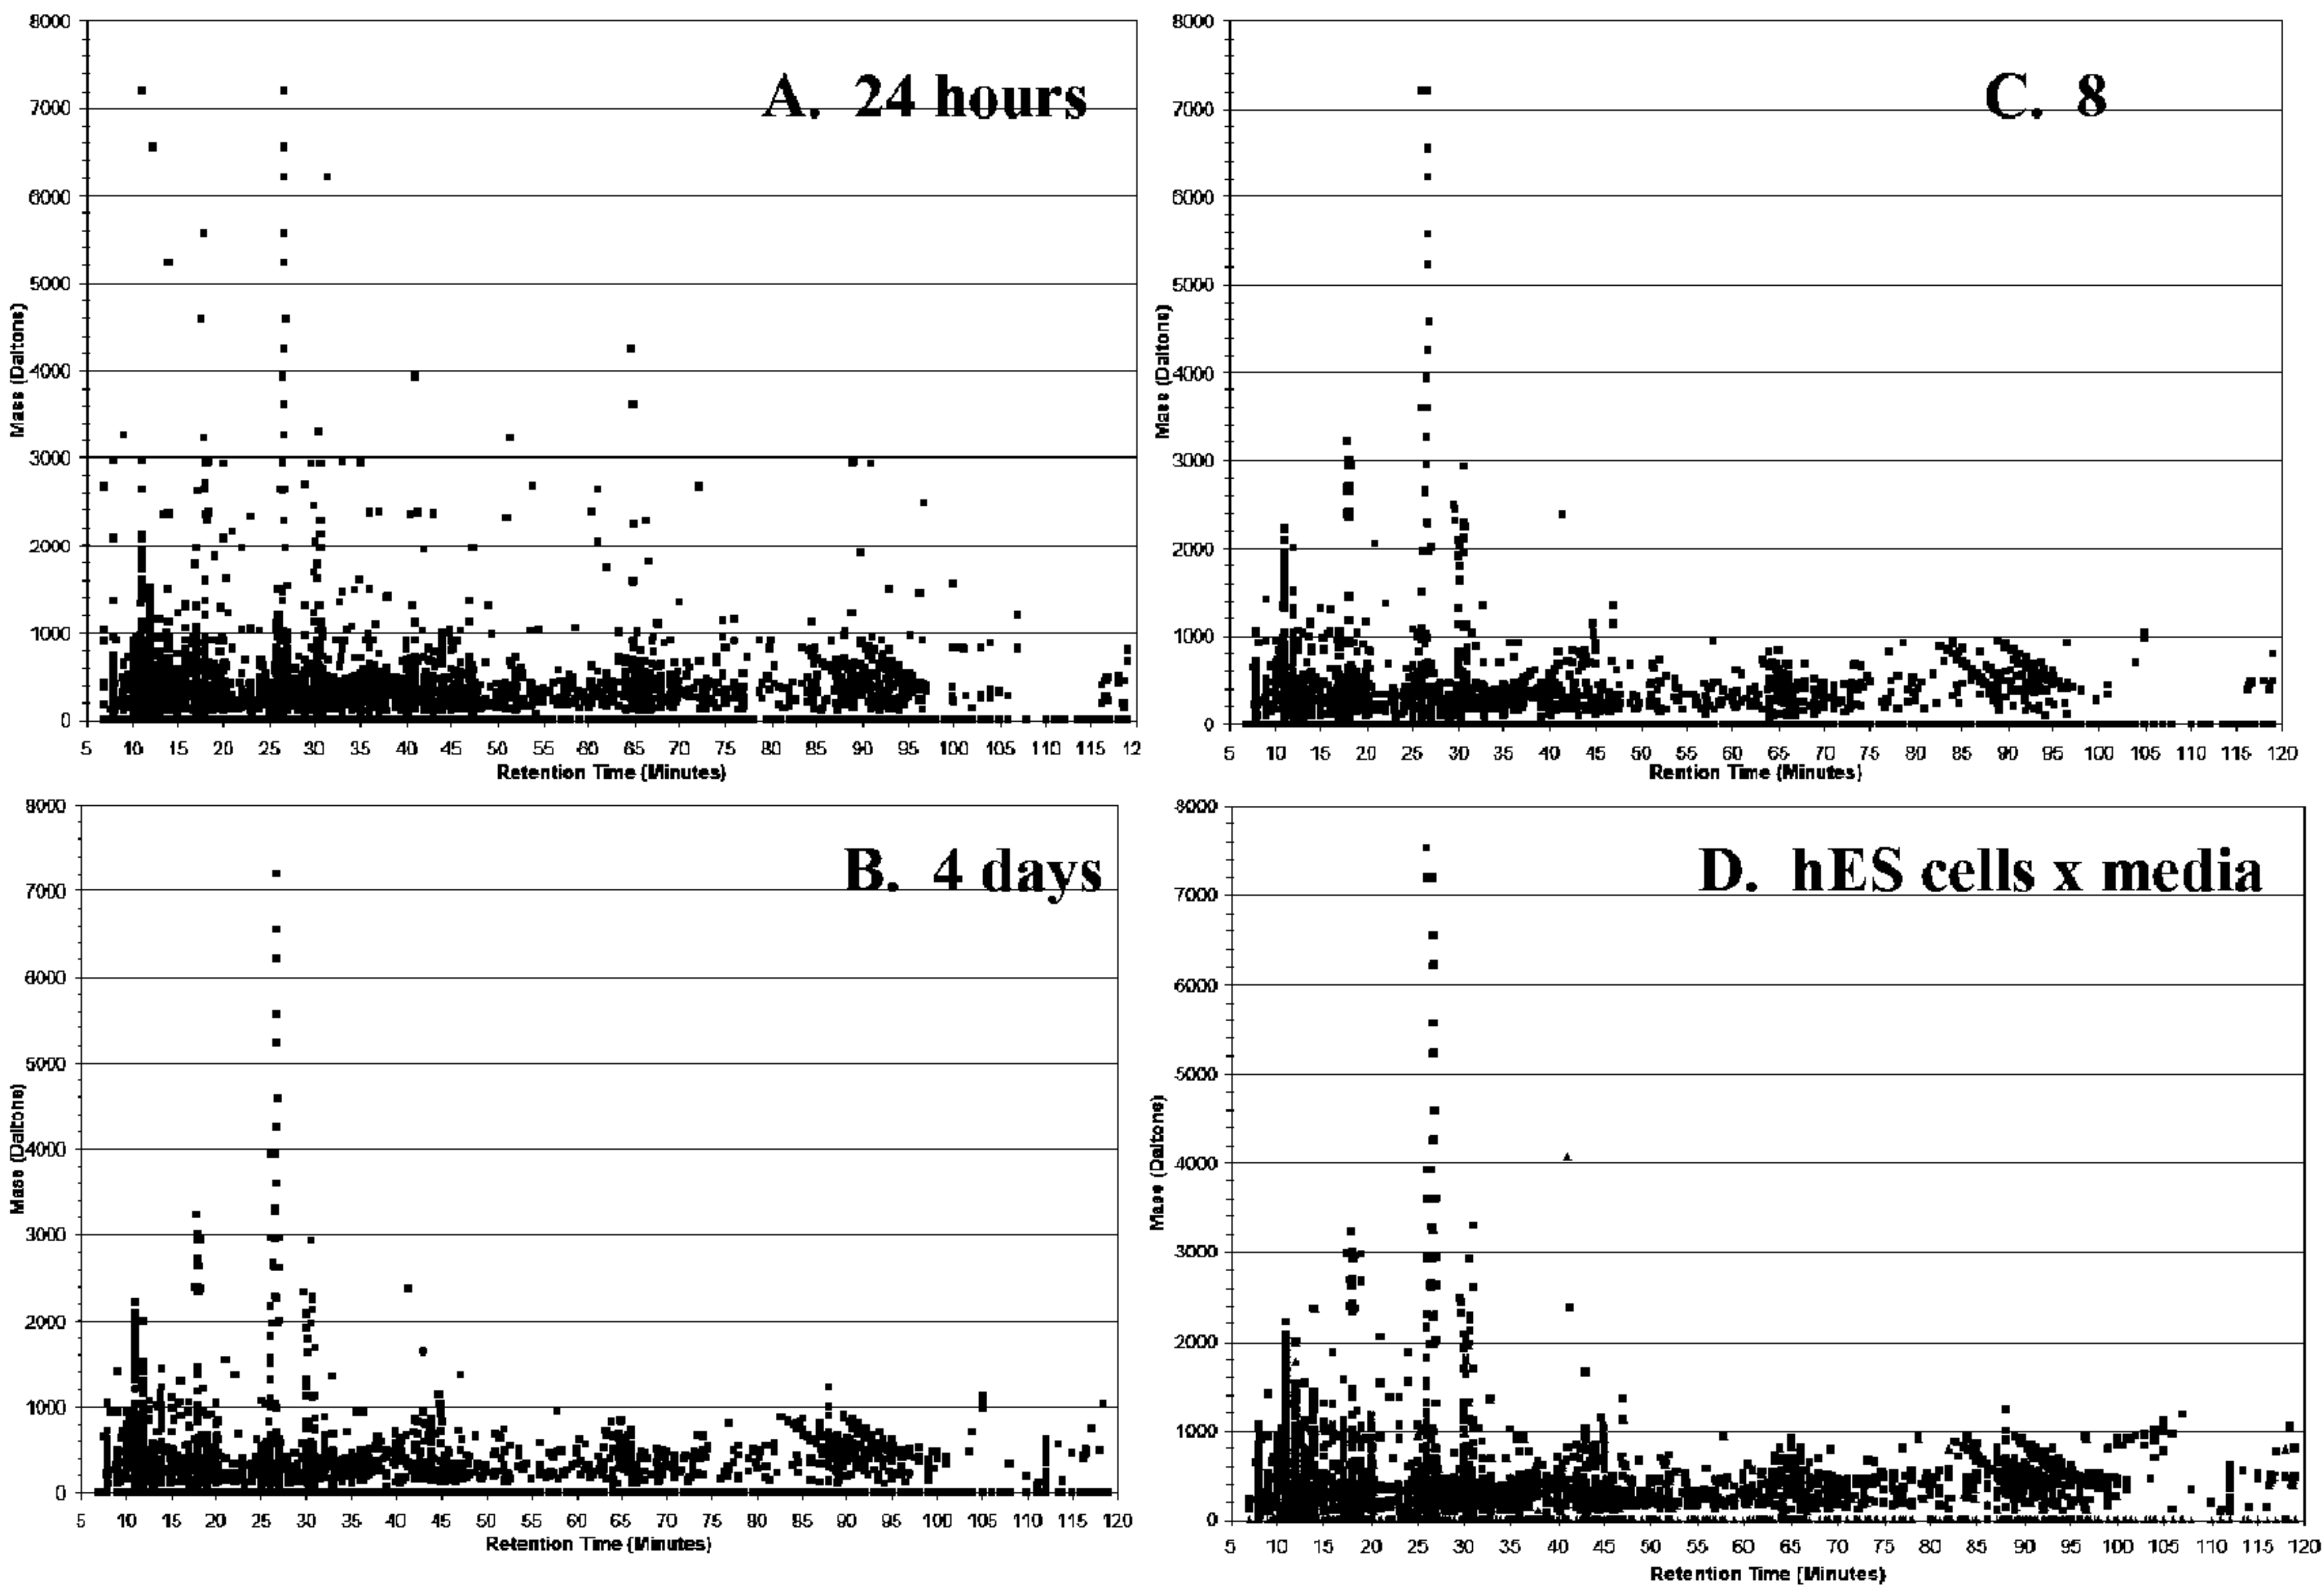 A. 24 hours
8000
7000
6000
5000
4000
3000
2000
1000
0
Mass (Daltons)
5 10 15 20 25 30 35 40 45 50 55 60 65 70 75 80 85 90 95 100 105 110 115 12
Retention Time (Minutes)
C. 8
8000
7000
6000
5000
4000
3000
2000
1000
0
Mass (Daltons)
5 10 15 20 25 30 35 40 45 50 55 60 65 70 75 80 85 90 95 100 105 110 115 120
Rention Time (Minutes)
B. 4 days
8000
7000
6000
5000
4000
3000
2000
1000
0
Mass (Daltons)
5 10 15 20 25 30 35 40 45 50 55 60 65 70 75 80 85 90 95 100 105 110 115 120
Retention Time (Minutes)
D. hES cells x media
8000
7000
6000
5000
4000
3000
2000
1000
0
Mass (Daltons)
5 10 15 20 25 30 35 40 45 50 55 60 65 70 75 80 85 90 95 100 105 110 115 120
Retention Time (Minutes)